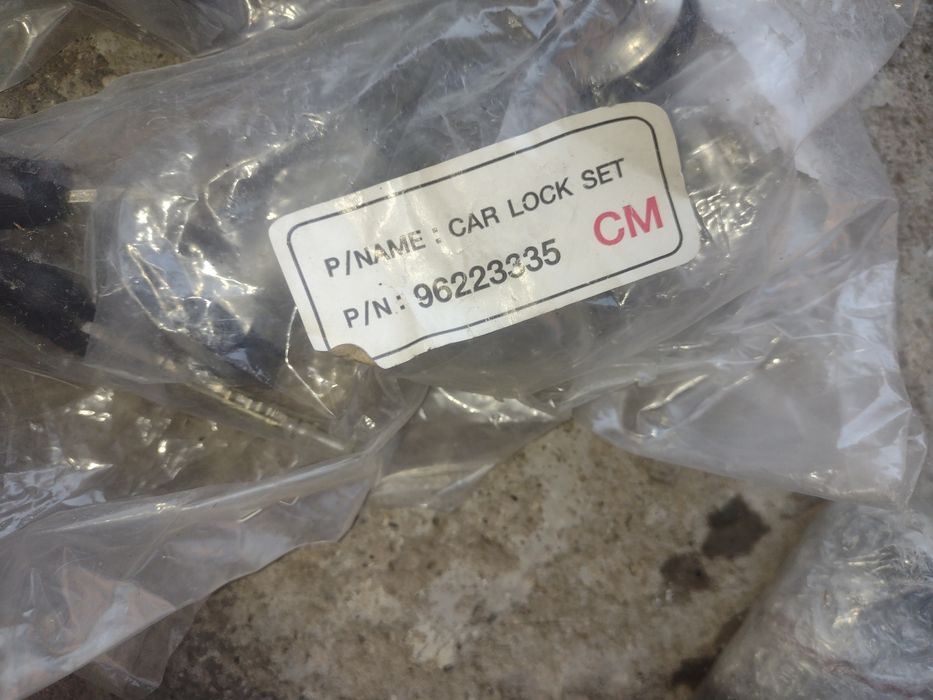 P/NAME : CAR LOCK SET
P/N : 96223335 CM